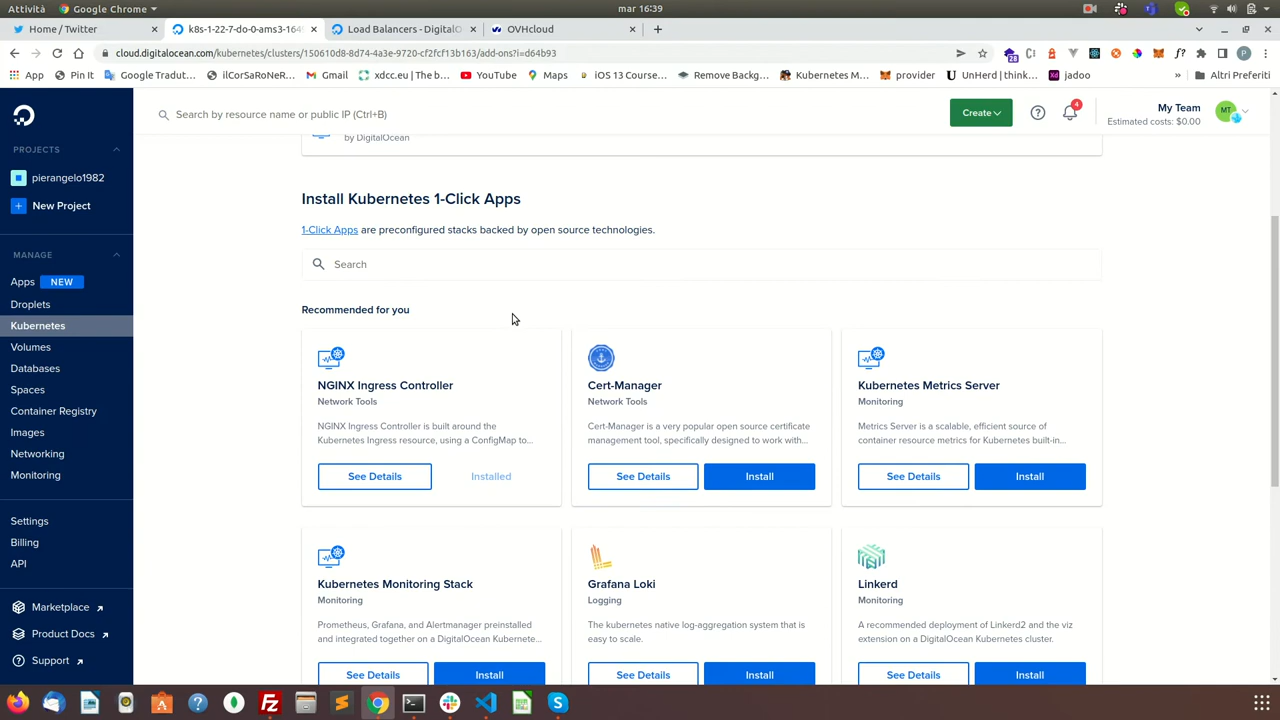 Attività
Google Chrome
mar 16:39
Home / Twitter
k8s-1-22-7-do-0-ams3-164
Load Balancers - DigitalO
OVHcloud
cloud.digitalocean.com/kubernetes/clusters/150610d8-8d74-4a3e-9720-cf2fcf13b163/add-ons?i=d64b93
App
Pin It
Google Tradut...
ilCorSaRoNeR...
Gmail
xdcc.eu | The b...
YouTube
Maps
iOS 13 Course...
Remove Backg...
Kubernetes M...
provider
UnHerd | think...
jadoo
Altri Preferiti
Search by resource name or public IP (Ctrl+B)
Create
4
My Team
Estimated costs: $0.00
MT
PROJECTS
pierangelo1982
New Project
MANAGE
Apps NEW
Droplets
Kubernetes
Volumes
Databases
Spaces
Container Registry
Images
Networking
Monitoring
Settings
Billing
API
Marketplace
Product Docs
Support
by DigitalOcean
Install Kubernetes 1-Click Apps
1-Click Apps are preconfigured stacks backed by open source technologies.
Search
Recommended for you
NGINX Ingress Controller
Network Tools
NGINX Ingress Controller is built around the
Kubernetes Ingress resource, using a ConfigMap to...
See Details
Installed
Cert-Manager
Network Tools
Cert-Manager is a very popular open source certificate
management tool, specifically designed to work with...
See Details
Install
Kubernetes Metrics Server
Monitoring
Metrics Server is a scalable, efficient source of
container resource metrics for Kubernetes built-in...
See Details
Install
Kubernetes Monitoring Stack
Monitoring
Prometheus, Grafana, and Alertmanager preinstalled
and integrated together on a DigitalOcean Kubernete...
See Details
Install
Grafana Loki
Logging
The kubernetes native log-aggregation system that is
easy to scale.
See Details
Install
Linkerd
Monitoring
A recommended deployment of Linkerd2 and the viz
extension on a DigitalOcean Kubernetes cluster.
See Details
Install